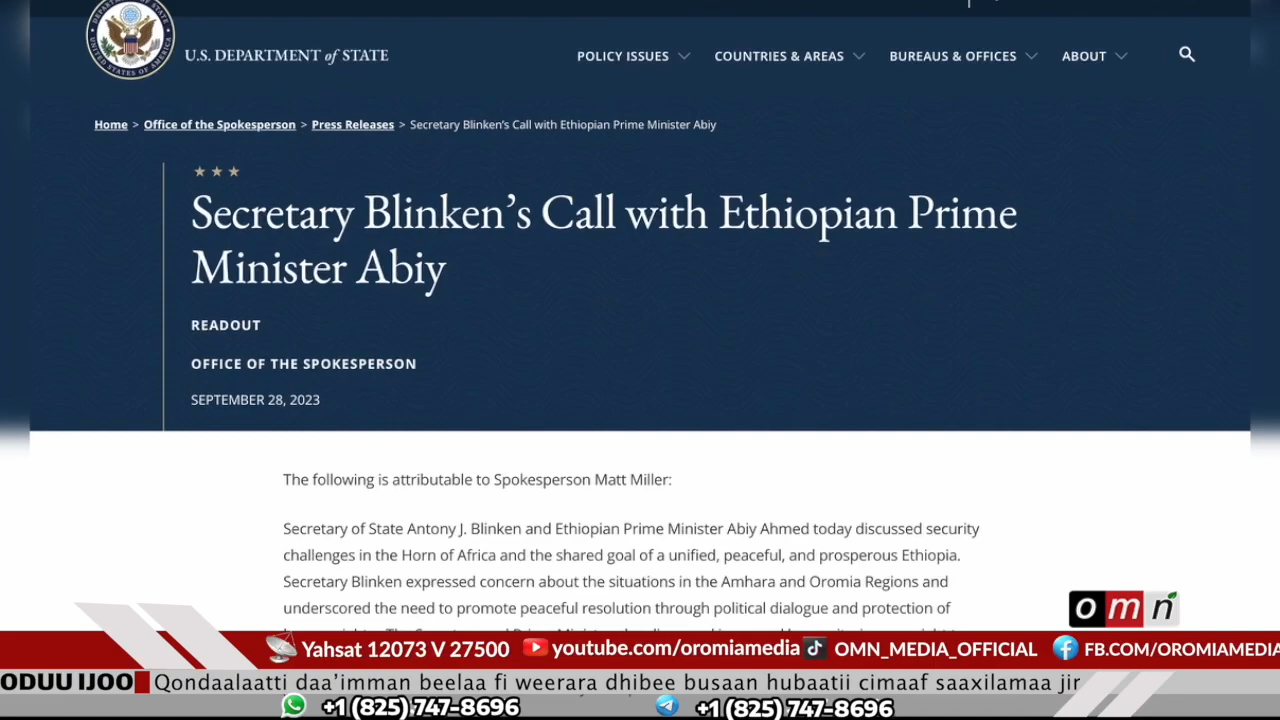 U.S. DEPARTMENT of STATE
POLICY ISSUES COUNTRIES & AREAS BUREAUS & OFFICES ABOUT
Home > Office of the Spokesperson > Press Releases > Secretary Blinken’s Call with Ethiopian Prime Minister Abiy
Secretary Blinken’s Call with Ethiopian Prime
Minister Abiy
READOUT
OFFICE OF THE SPOKESPERSON
SEPTEMBER 28, 2023
The following is attributable to Spokesperson Matt Miller:
Secretary of State Antony J. Blinken and Ethiopian Prime Minister Abiy Ahmed today discussed security
challenges in the Horn of Africa and the shared goal of a unified, peaceful, and prosperous Ethiopia.
Secretary Blinken expressed concern about the situations in the Amhara and Oromia Regions and
underscored the need to promote peaceful resolution through political dialogue and protection of
omn
Yahsat 12073 V 27500 youtube.com/oromiamedia OMN_MEDIA_OFFICIAL FB.COM/OROMIAMEDIA
ODUU IJOO Qondaalaatti daa’imman beelaa fi weerara dhibee busaan hubaatii cimaaf saaxilamaa jir
+1 (825) 747-8696 +1 (825) 747-8696